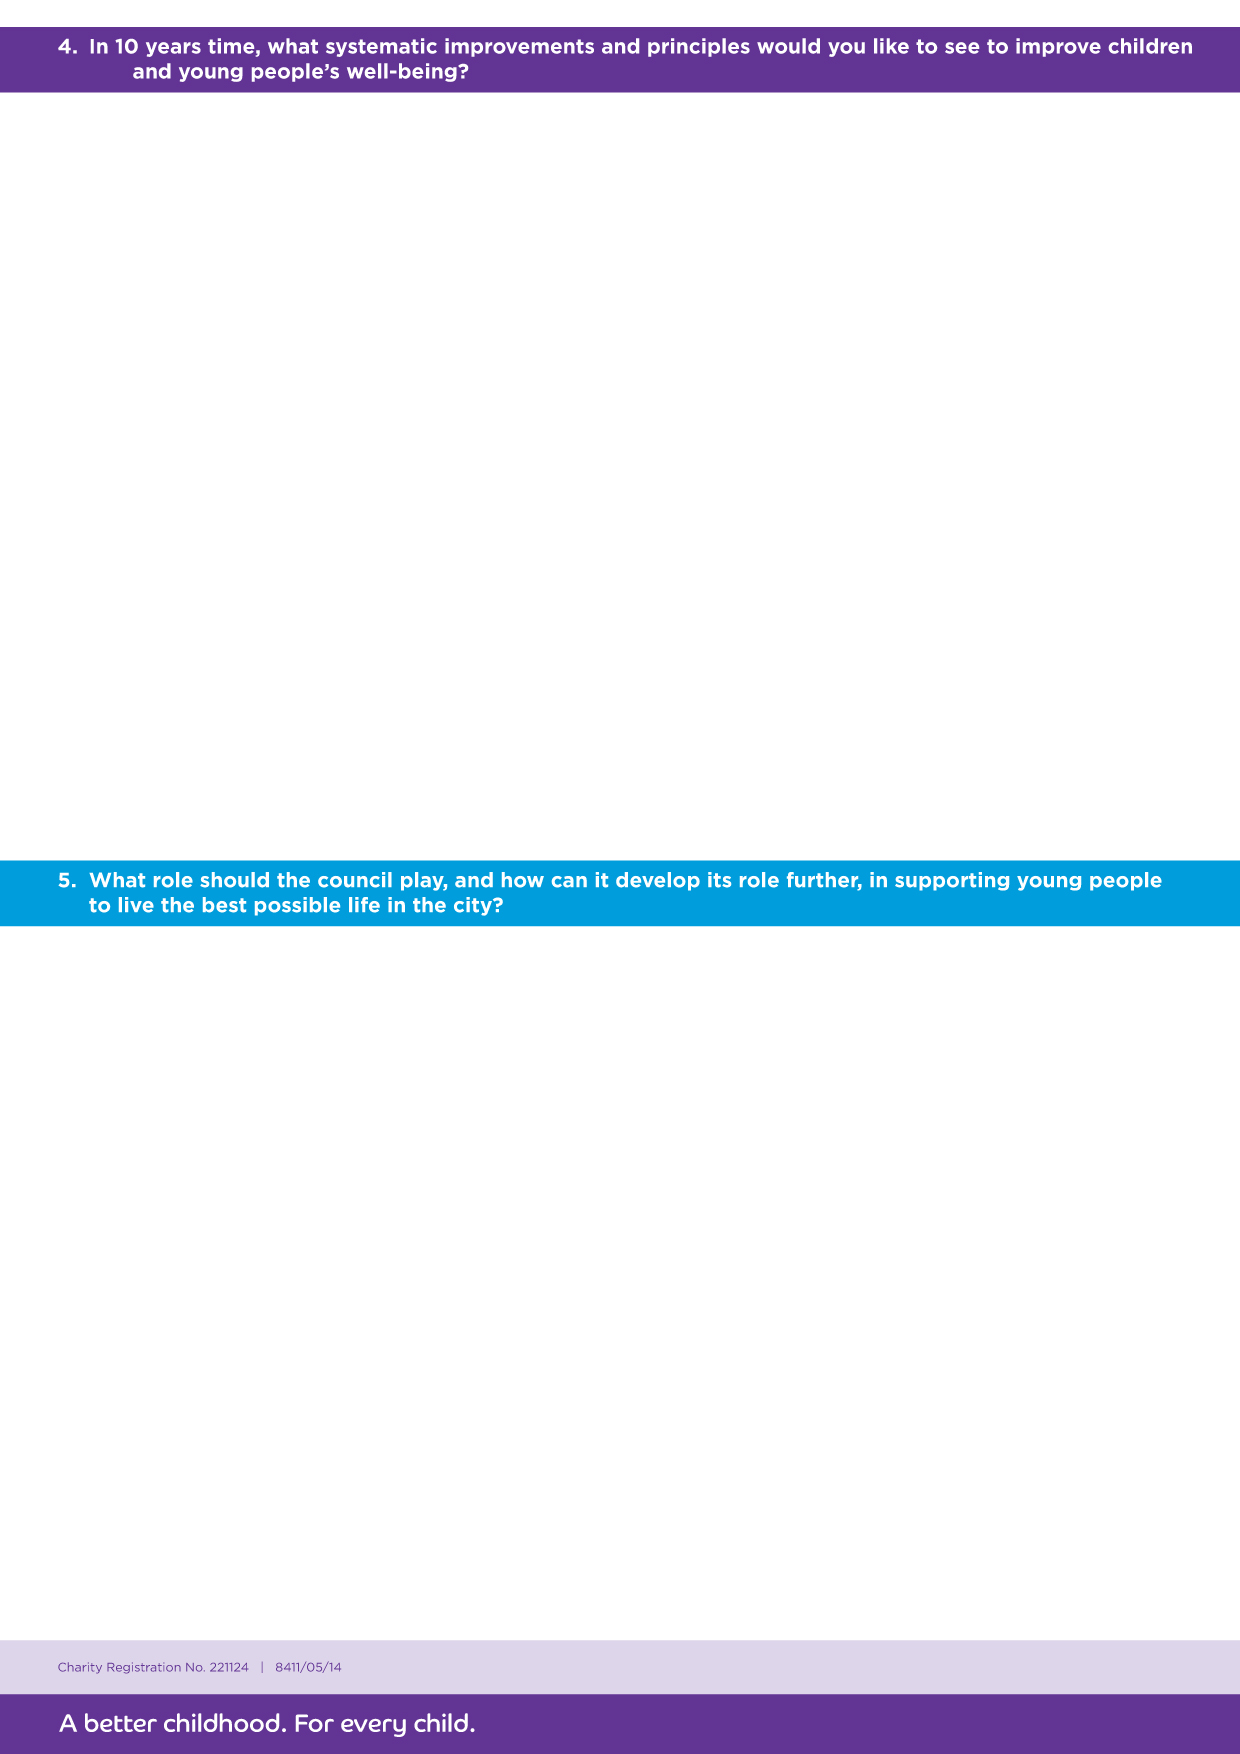 4. In 10 years time, what systematic improvements and principles would you like to see to improve children
and young people’s well-being?
5. What role should the council play, and how can it develop its role further, in supporting young people
to live the best possible life in the city?
Charity Registration No. 221124 | 8411/05/14
A better childhood. For every child.